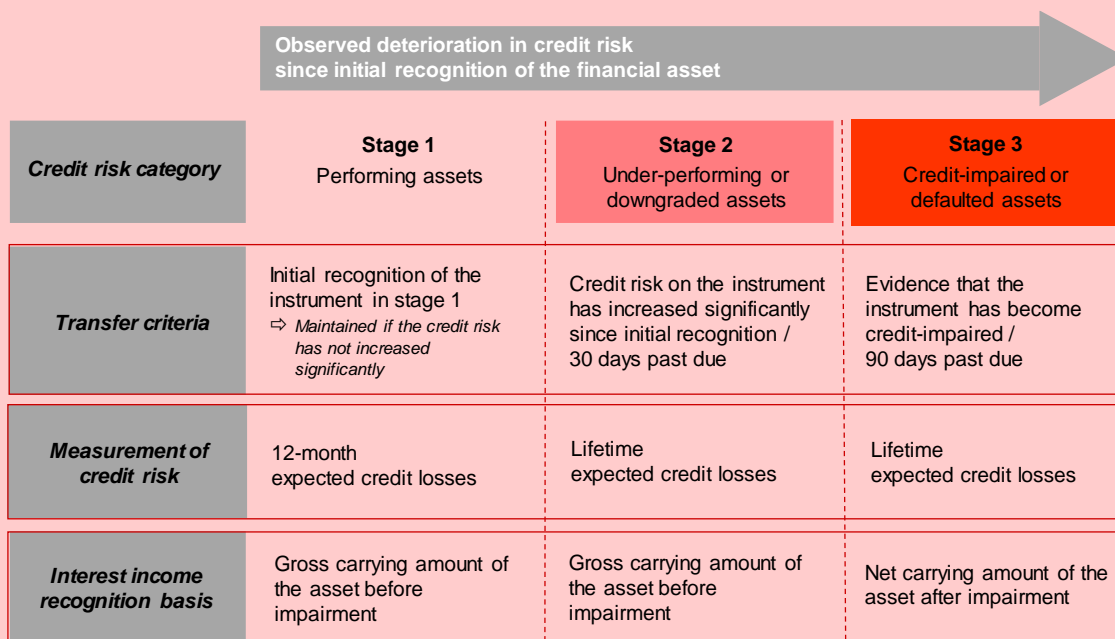 Observed deterioration in credit risk
since initial recognition of the financial asset
Credit risk category
Stage 1
Performing assets
Stage 2
Under-performing or
downgraded assets
Stage 3
Credit-impaired or
defaulted assets
Transfer criteria
Initial recognition of the
instrument in stage 1
⇨ Maintained if the credit risk
has not increased
significantly
Credit risk on the instrument
has increased significantly
since initial recognition /
30 days past due
Evidence that the
instrument has become
credit-impaired /
90 days past due
Measurement of
credit risk
12-month
expected credit losses
Lifetime
expected credit losses
Lifetime
expected credit losses
Interest income
recognition basis
Gross carrying amount of
the asset before
impairment
Gross carrying amount of
the asset before
impairment
Net carrying amount of the
asset after impairment